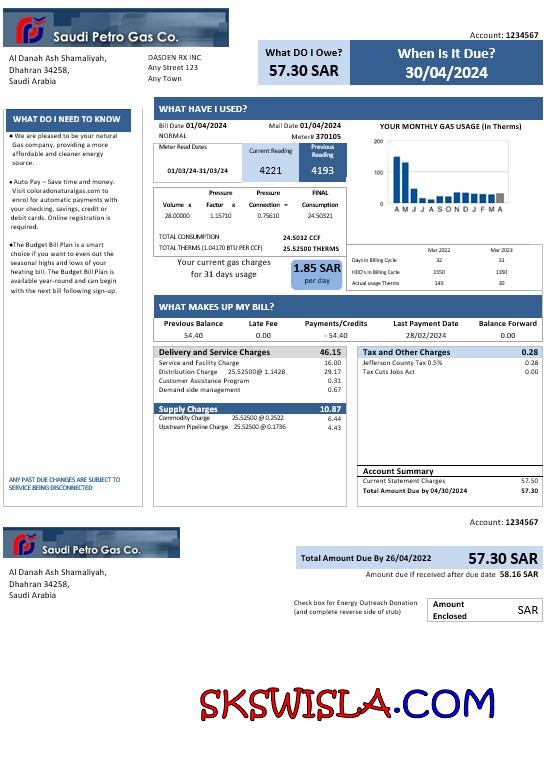 Saudi Petro Gas Co.
Account: 1234567
Al Danah Ash Shamaliyah,
Dhahran 34258,
Saudi Arabia
DASDEN RX INC
Any Street 123
Any Town
What DO I Owe?
57.30 SAR
When Is It Due?
30/04/2024
WHAT DO I NEED TO KNOW
• We are pleased to be your natural
Gas company, providing a more
affordable and cleaner energy
source.
• Auto Pay – Save time and money.
Visit coloradonaturalgas.com to
enrol for automatic payments with
your checking, savings, credit or
debit cards. Online registration is
required.
•The Budget Bill Plan is a smart
choice if you want to even out the
seasonal highs and lows of your
heating bill. The Budget Bill Plan is
available year-round and can begin
with the next bill following sign-up.
ANY PAST DUE CHARGES ARE SUBJECT TO
SERVICE BEING DISCONNECTED
WHAT HAVE I USED?
Bill Date 01/04/2024 Mail Date 01/04/2024
NORMAL Meter# 370105
Meter Read Dates Current Reading Previous Reading
01/03/24-31/03/24 4221 4193
Pressure Pressure FINAL
Volume x Factor x Connection = Consumption
28.00000 1.15710 0.75610 24.50321
TOTAL CONSUMPTION 24.5032 CCF
TOTAL THERMS (1.04170 BTU PER CCF) 25.52500 THERMS
Your current gas charges
for 31 days usage
1.85 SAR
per day
YOUR MONTHLY GAS USAGE (In Therms)
200
100
0
A M J J A S O N D J F M A
Mar 2022 Mar 2023
Days in Billing Cycle 32 31
HDD's in Billing Cycle 1550 1350
Actual usage Therms 149 30
WHAT MAKES UP MY BILL?
Previous Balance Late Fee Payments/Credits Last Payment Date Balance Forward
54.40 0.00 - 54.40 28/02/2024 0.00
Delivery and Service Charges 46.15
Service and Facility Charge 16.00
Distribution Charge 25.52500@ 1.1428 29.17
Customer Assistance Program 0.31
Demand side management 0.67
Supply Charges 10.87
Commodity Charge 25.52500 @ 0.2522 6.44
Upstream Pipeline Charge 25.52500 @ 0.1736 4.43
Tax and Other Charges 0.28
Jefferson County Tax 0.5% 0.28
Tax Cuts Jobs Act 0.00
Account Summary
Current Statement Charges 57.50
Total Amount Due by 04/30/2024 57.30
Account: 1234567
Saudi Petro Gas Co.
Al Danah Ash Shamaliyah,
Dhahran 34258,
Saudi Arabia
Total Amount Due By 26/04/2022 57.30 SAR
Amount due if received after due date 58.16 SAR
Check box for Energy Outreach Donation
(and complete reverse side of stub)
Amount
Enclosed
SAR
SKSWISLA.COM